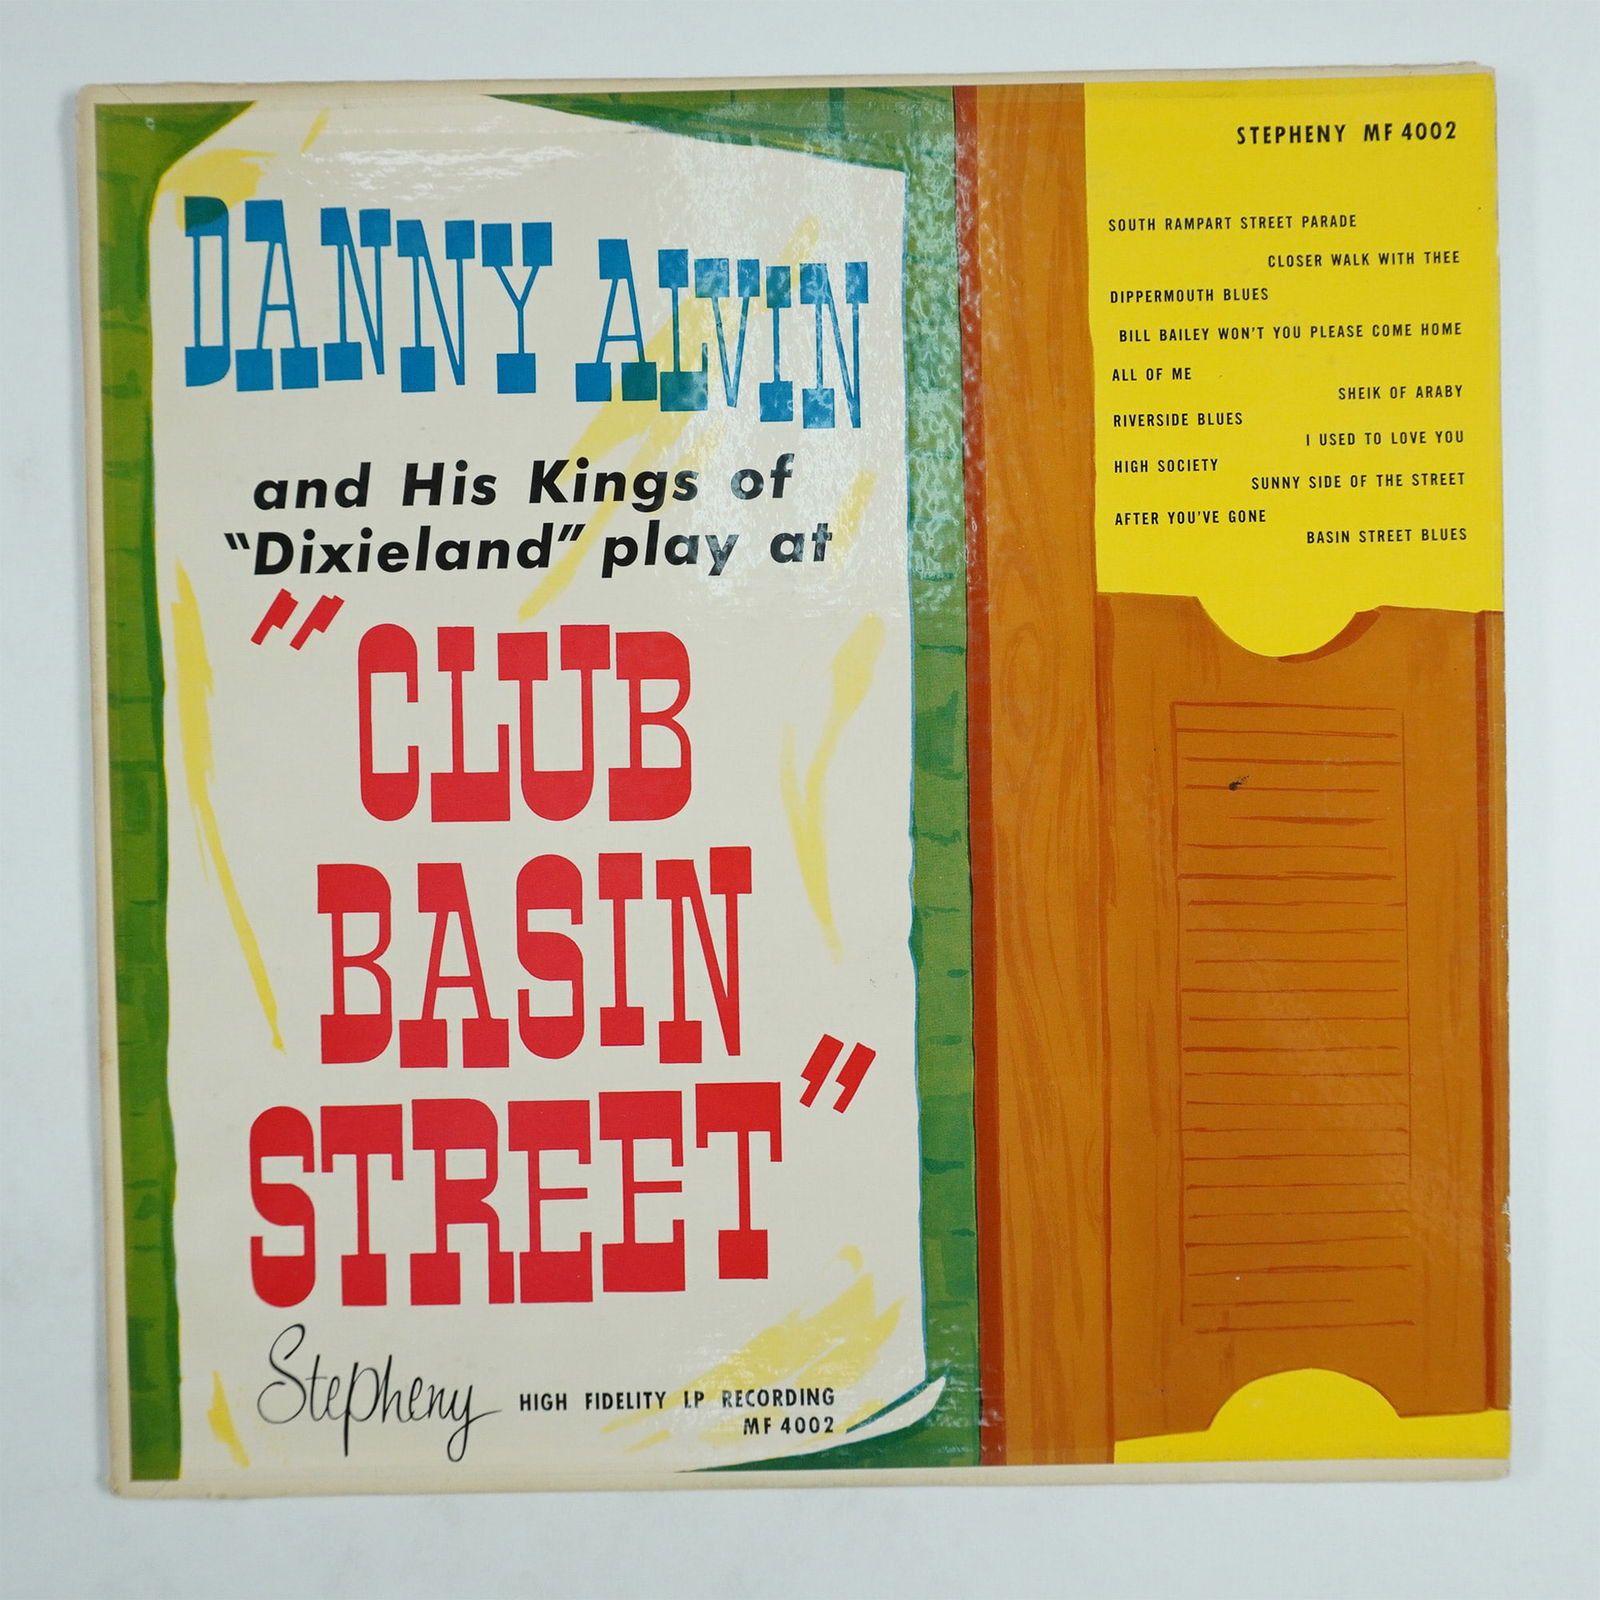 DANNY ALVIN
and His Kings of
"Dixieland" play at
"CLUB
BASIN
STREET"
Stepheny HIGH FIDELITY LP RECORDING
MF 4002
STEPHENY MF 4002
SOUTH RAMPART STREET PARADE
CLOSER WALK WITH THEE
DIPPERMOUTH BLUES
BILL BAILEY WON'T YOU PLEASE COME HOME
ALL OF ME
SHEIK OF ARABY
RIVERSIDE BLUES
I USED TO LOVE YOU
HIGH SOCIETY
SUNNY SIDE OF THE STREET
AFTER YOU'VE GONE
BASIN STREET BLUES